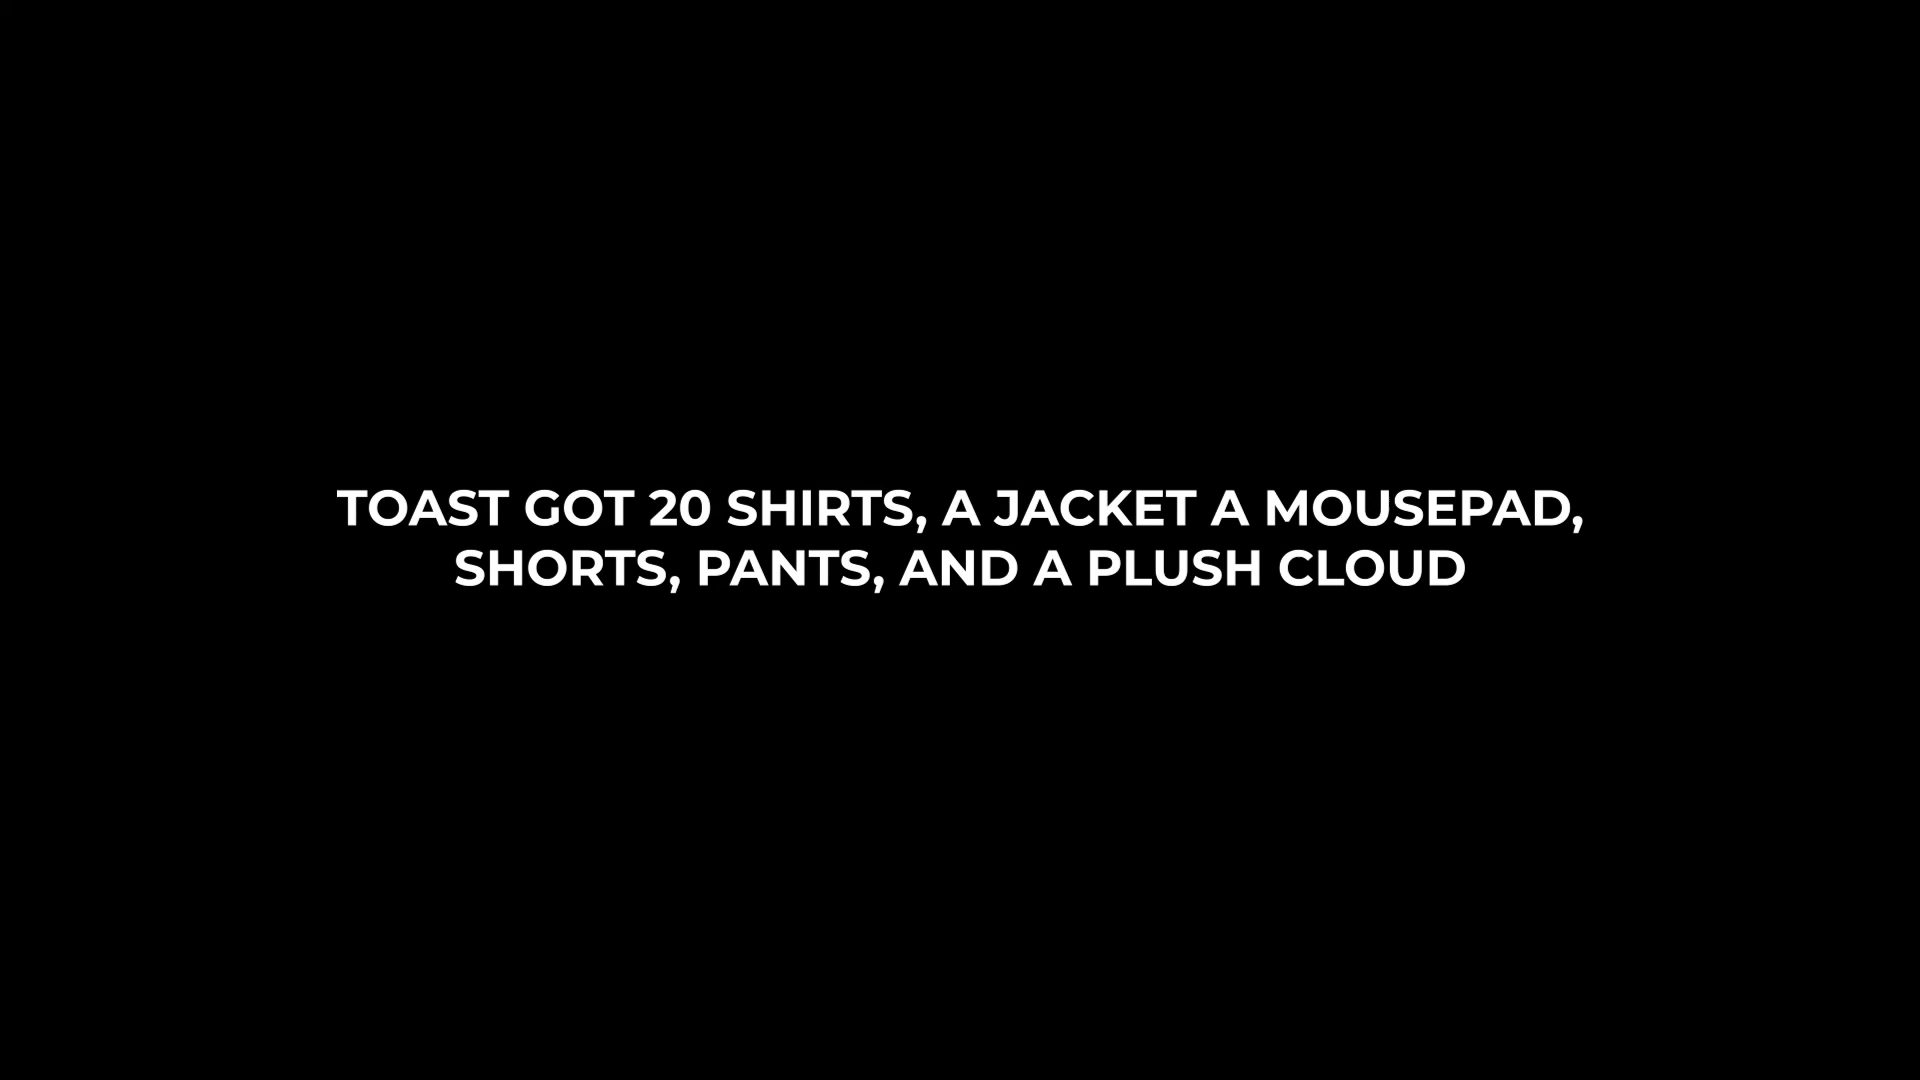 TOAST GOT 20 SHIRTS, A JACKET A MOUSEPAD,
SHORTS, PANTS, AND A PLUSH CLOUD